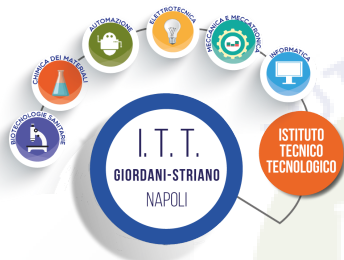 BIOTECNOLOGIE SANITARIE
CHIMICA DEI MATERIALI
AUTOMAZIONE
ELETTROTECNICA
MECCANICA E MECCATRONICA
INFORMATICA
I. T. T.
GIORDANI-STRIANO
NAPOLI
ISTITUTO
TECNICO
TECNOLOGICO